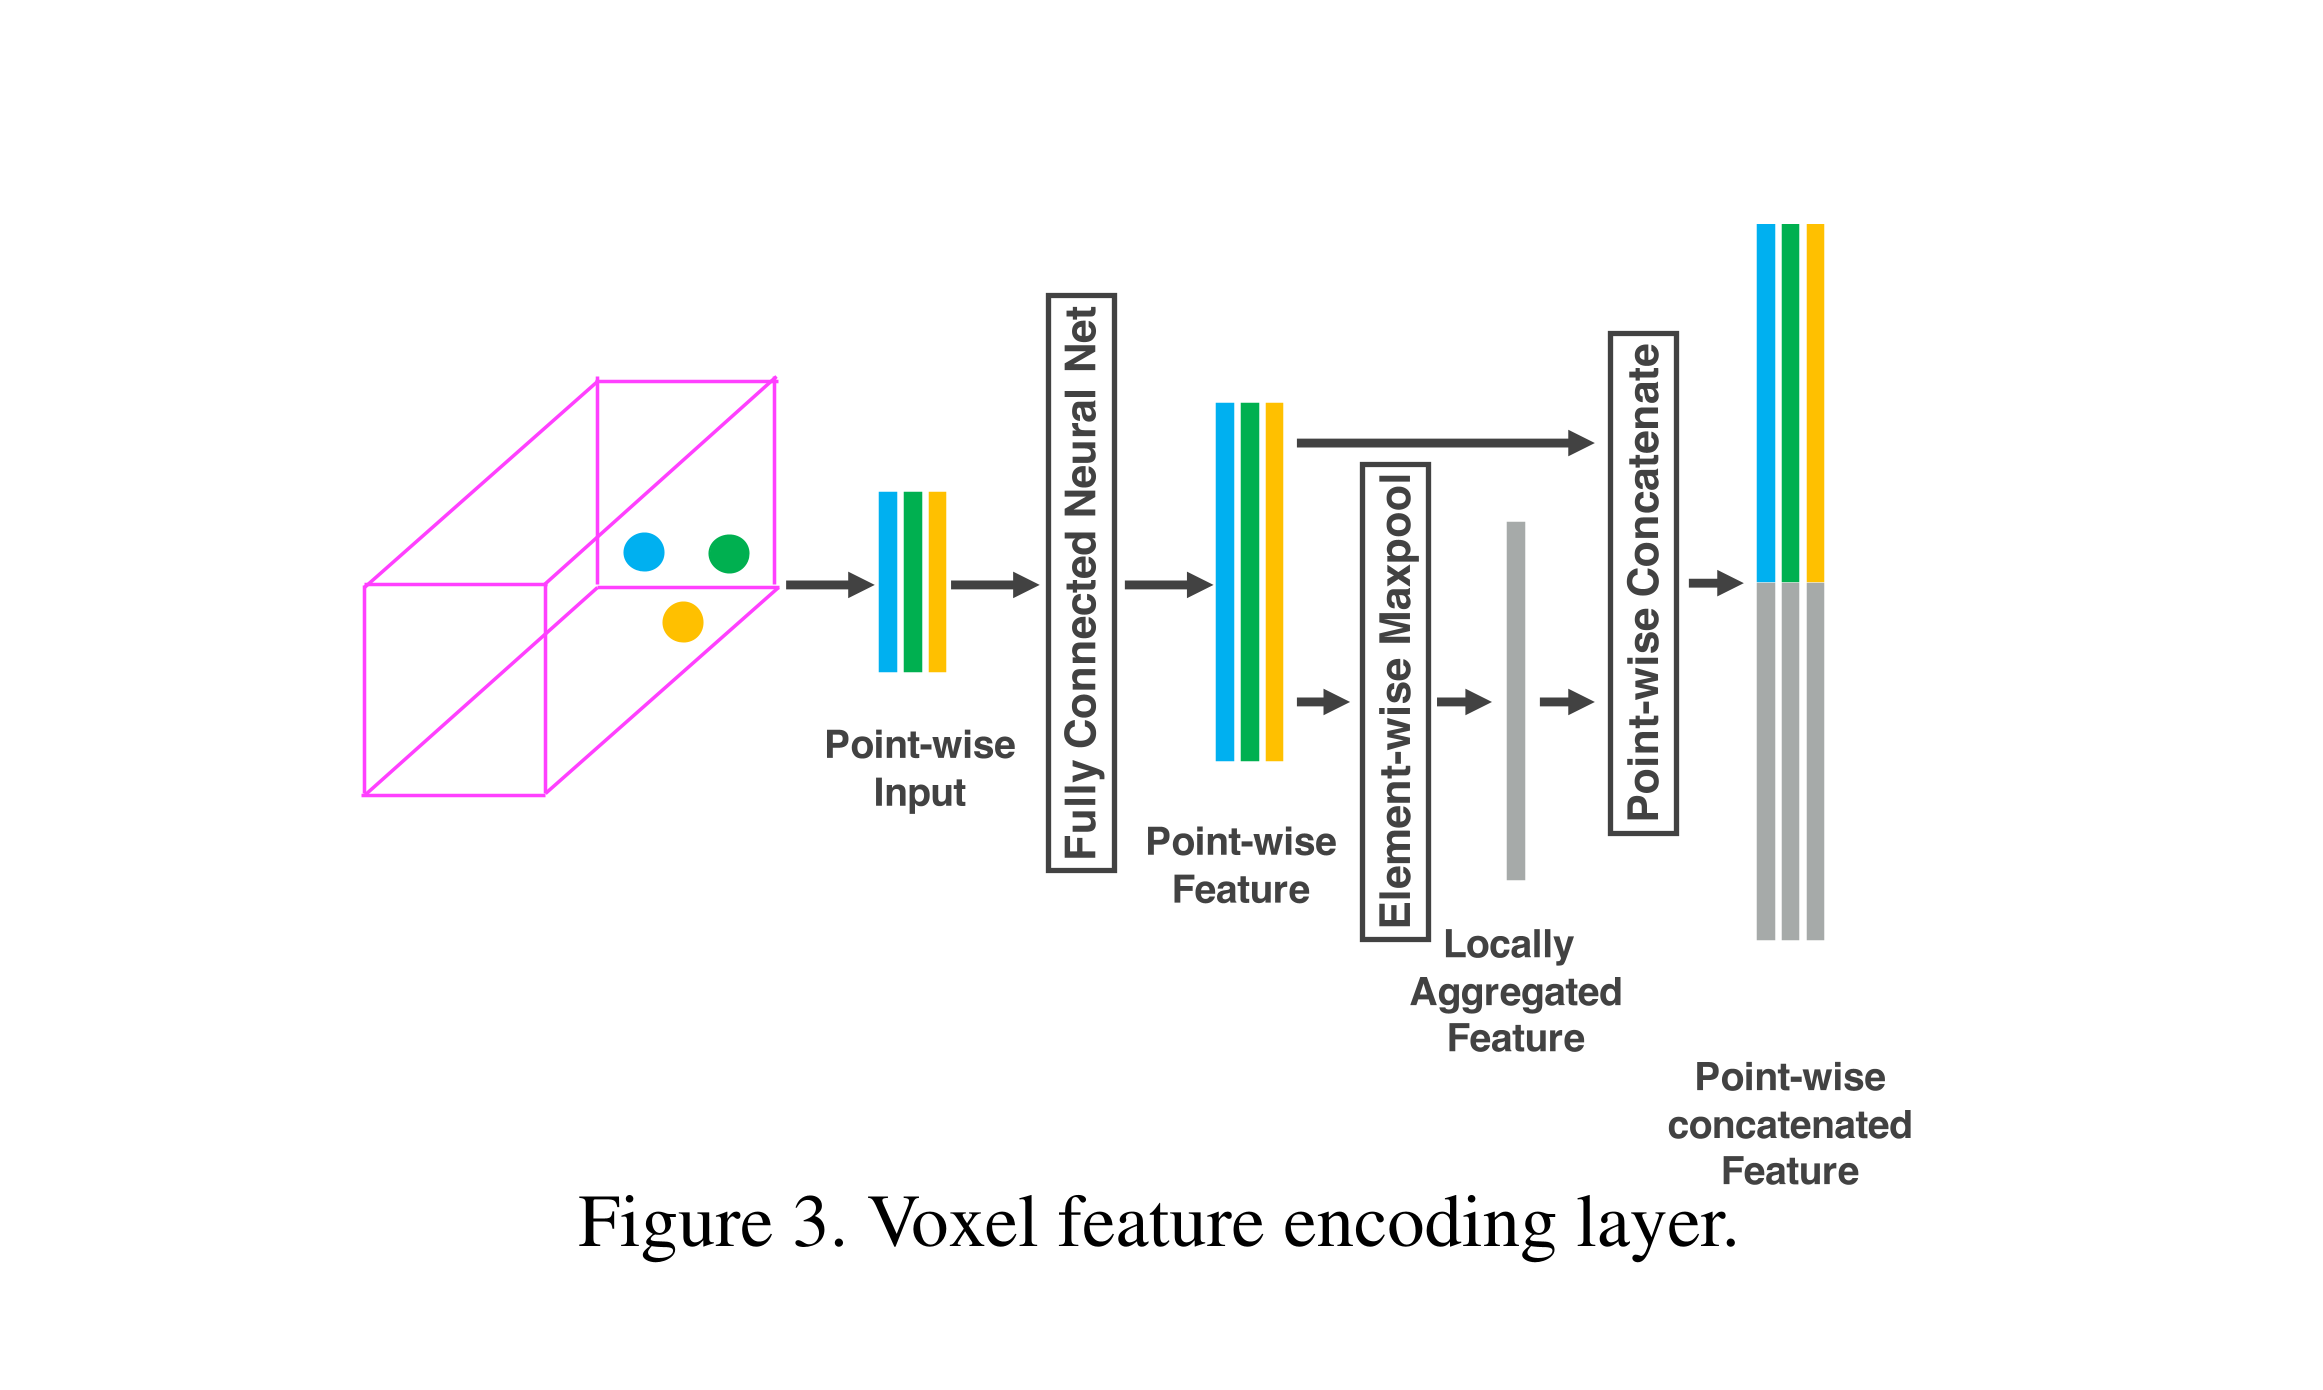 Point-wise
Input
Fully Connected Neural Net
Point-wise
Feature
Element-wise Maxpool
Locally
Aggregated
Feature
Point-wise Concatenate
Point-wise
concatenated
Feature
Figure 3. Voxel feature encoding layer.